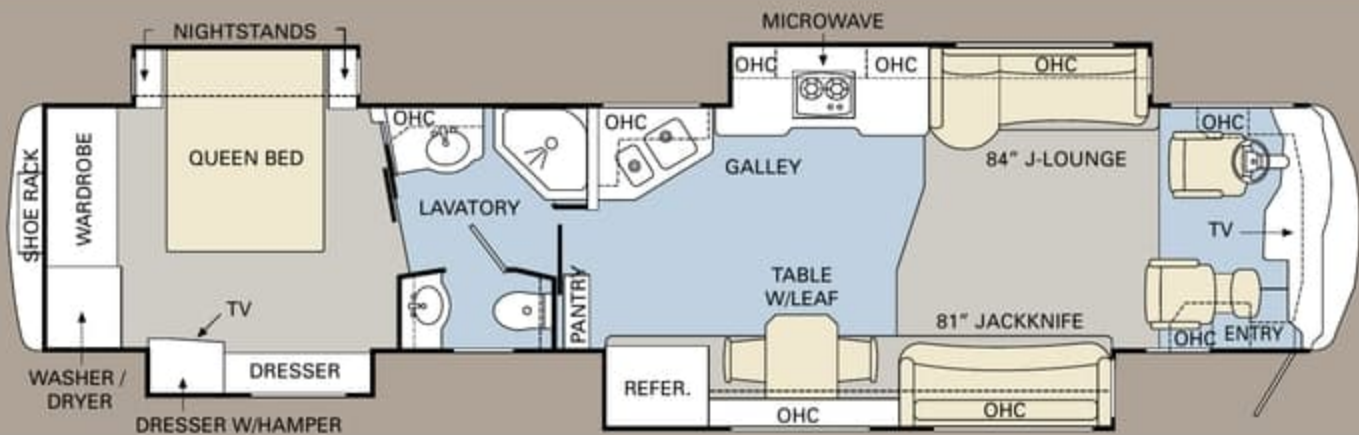 NIGHTSTANDS
MICROWAVE
OHC
OHC
OHC
SHOE RACK
WARDROBE
QUEEN BED
OHC
OHC
OHC
GALLEY
84" J-LOUNGE
LAVATORY
TV
TABLE
W/LEAF
PANTRY
TV
81" JACKKNIFE
OHC
ENTRY
WASHER /
DRYER
DRESSER
REFER.
OHC
OHC
DRESSER W/HAMPER